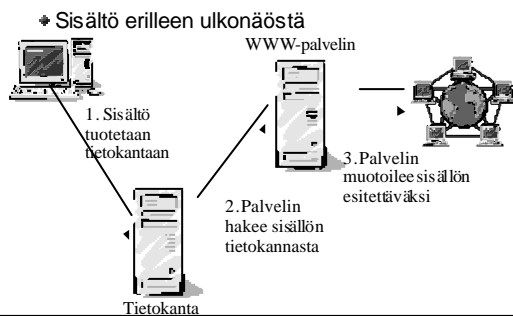 Sisältö erilleen ulkonäöstä
WWW-palvelin
1. Sisältö
tuotetaan
tietokantaan
2.Palvelin
hakee sisällön
tietokannasta
3.Palvelin
muotoilee sisällön
esitettäväksi
Tietokanta